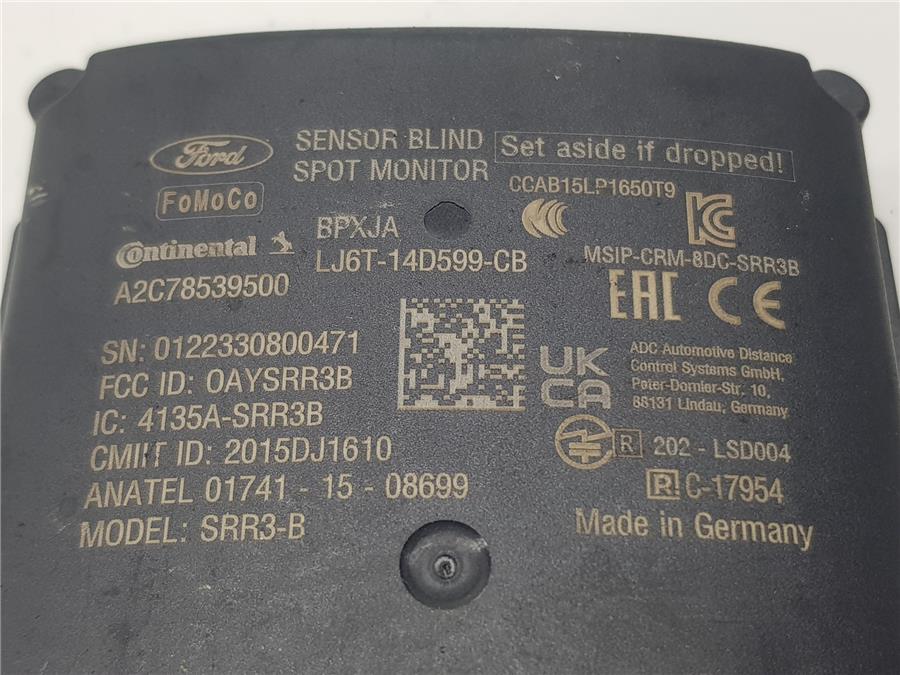 Ford
SENSOR BLIND
SPOT MONITOR
Set aside if dropped!
FoMoCo
CCAB15LP1650T9
BPXJA
Continental
LJ6T-14D599-CB
MSIP-CRM-8DC-SRR3B
A2C78539500
EAC CE
SN: 0122330800471
FCC ID: OAYSRR3B
IC: 4135A-SRR3B
CMIIT ID: 2015DJ1610
ANATEL 01741 - 15 - 08699
MODEL: SRR3-B
UK
CA
ADC Automotive Distance
Control Systems GmbH,
Peter-Dornier-Str. 10,
88131 Lindau, Germany
R 202 - LSD004
R C-17954
Made in Germany